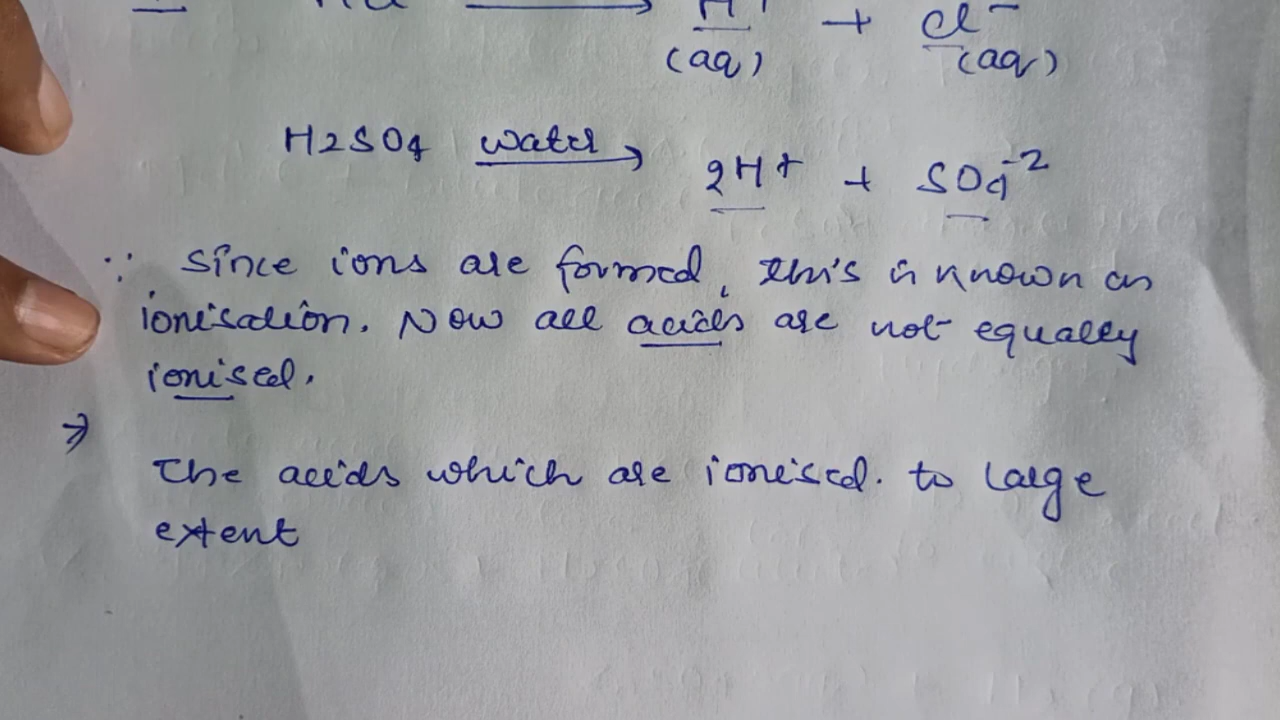 HCl ⟶ H+ + Cl-
(aq) (aq)
H2SO4 water⟶ 2H+ + SO4-2
∵ Since ions are formed, this is known as
ionisation. Now all acids are not equally
ionised.
⇒
The acids which are ionised. to large
extent